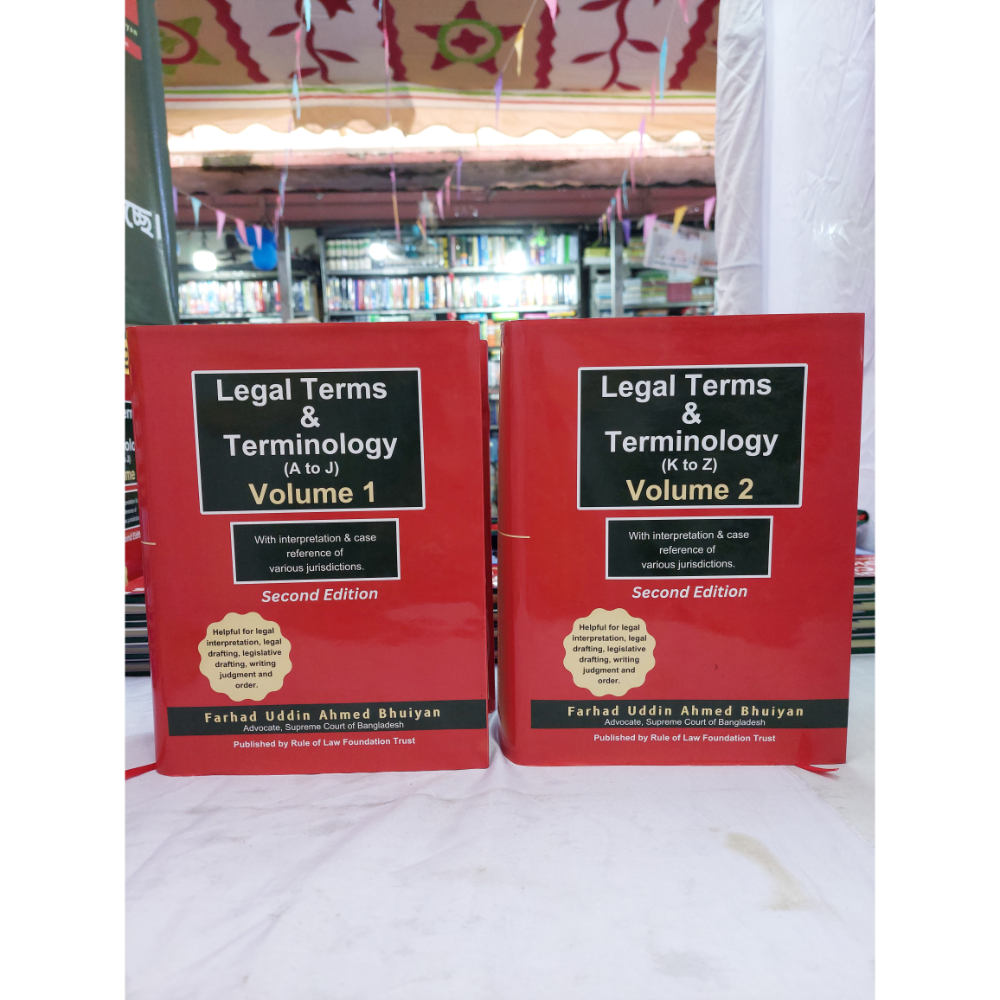 চ্ছে।
Legal Terms
&
Terminology
(A to J)
Volume 1
With interpretation & case
reference of
various jurisdictions.
Second Edition
Helpful for legal
interpretation, legal
drafting, legislative
drafting, writing
judgment and
order.
Farhad Uddin Ahmed Bhuiyan
Advocate, Supreme Court of Bangladesh
Published by Rule of Law Foundation Trust
Legal Terms
&
Terminology
(K to Z)
Volume 2
With interpretation & case
reference of
various jurisdictions.
Second Edition
Helpful for legal
interpretation, legal
drafting, legislative
drafting, writing
judgment and
order.
Farhad Uddin Ahmed Bhuiyan
Advocate, Supreme Court of Bangladesh
Published by Rule of Law Foundation Trust